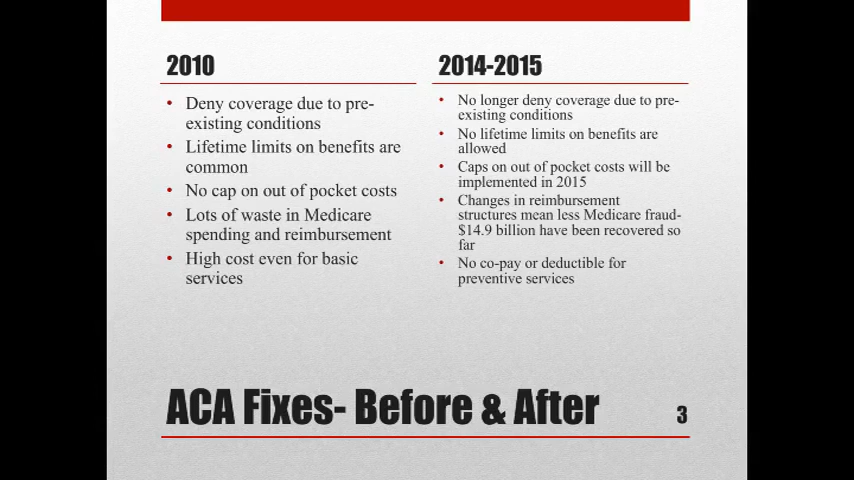 2010
• Deny coverage due to pre-
existing conditions
• Lifetime limits on benefits are
common
• No cap on out of pocket costs
• Lots of waste in Medicare
spending and reimbursement
• High cost even for basic
services
2014-2015
• No longer deny coverage due to pre-
existing conditions
• No lifetime limits on benefits are
allowed
• Caps on out of pocket costs will be
implemented in 2015
• Changes in reimbursement
structures mean less Medicare fraud-
$14.9 billion have been recovered so
far
• No co-pay or deductible for
preventive services
ACA Fixes- Before & After
3